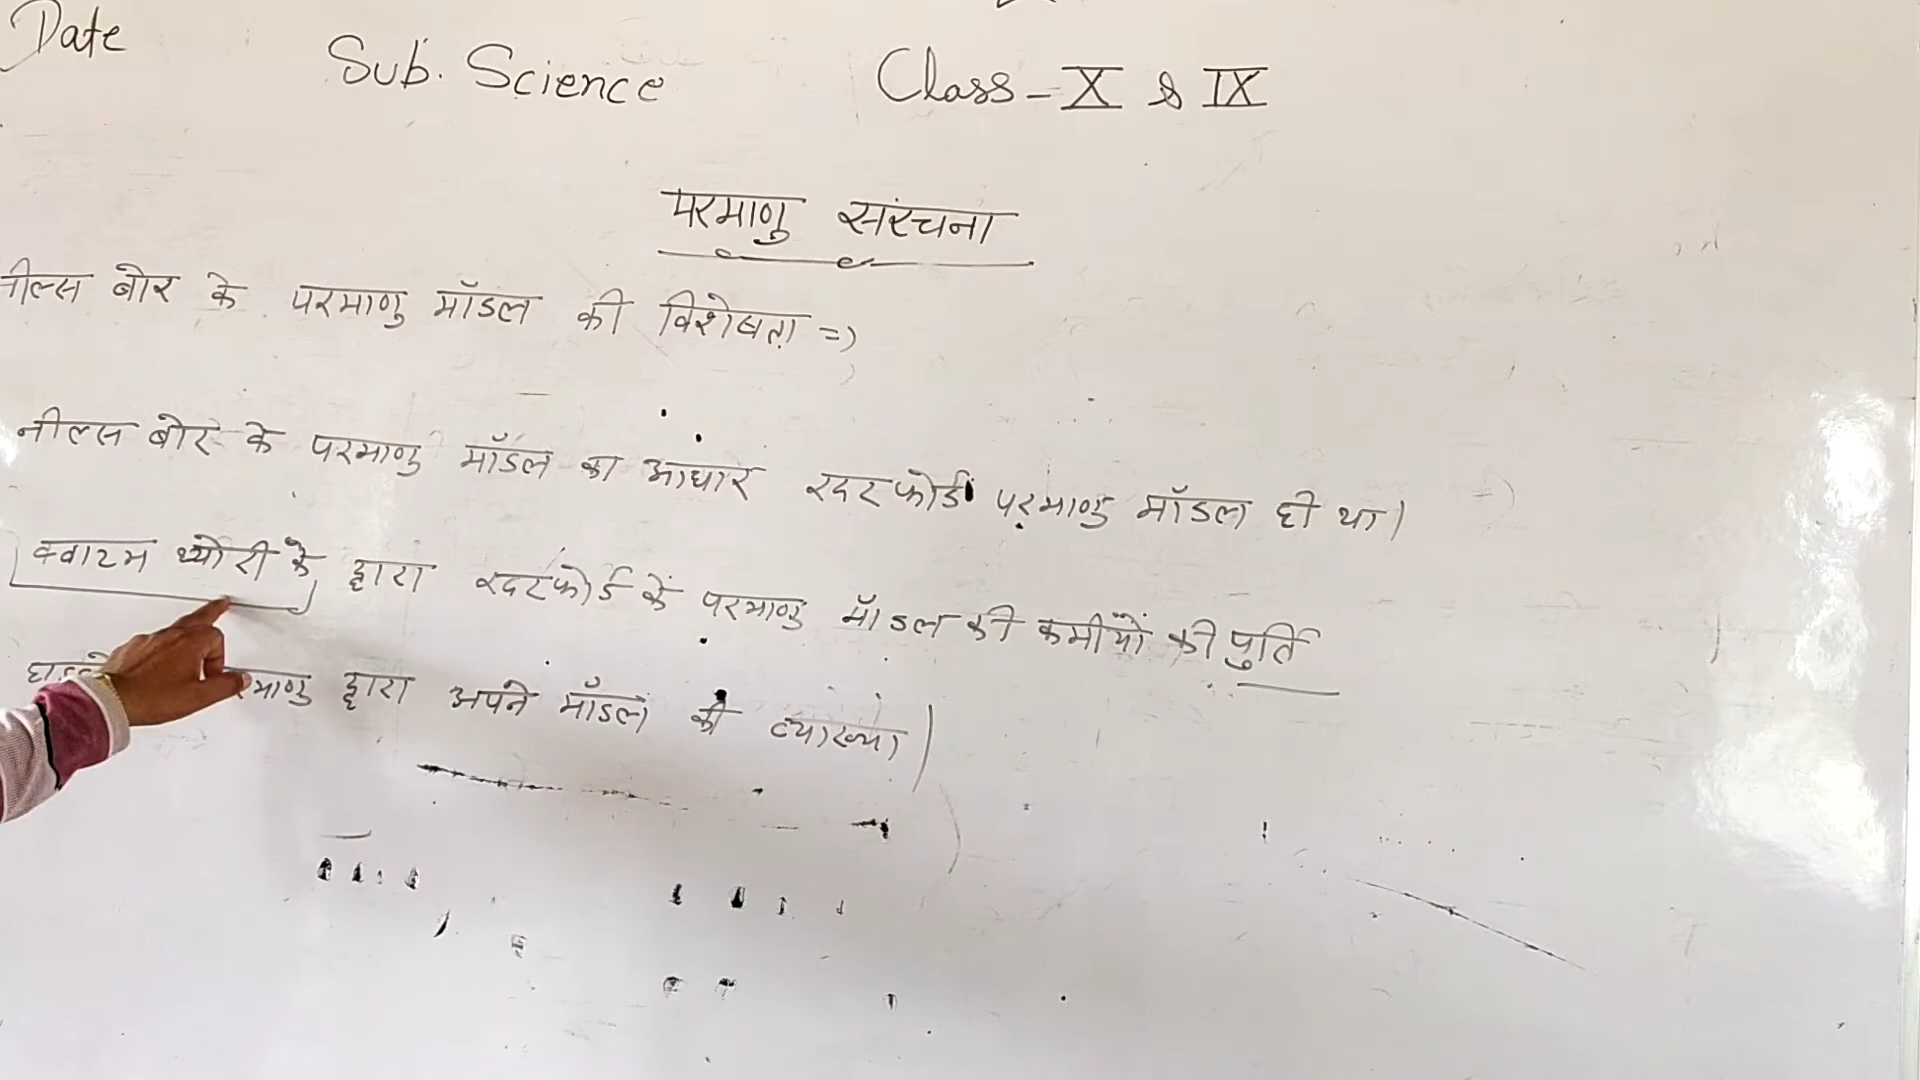 Date Sub. Science Class-X & IX
परमाणु संरचना
नील्स बोर के परमाणु मॉडल की विशेषता =)
नील्स बोर के परमाणु मॉडल का आधार रदरफोर्ड परमाणु मॉडल ही था।
क्वाटम थ्योरी के द्वारा रदरफोर्ड के परमाणु मॉडल की कमीयों की पुर्ति
द्वारा अपने मॉडल की व्याख्या।